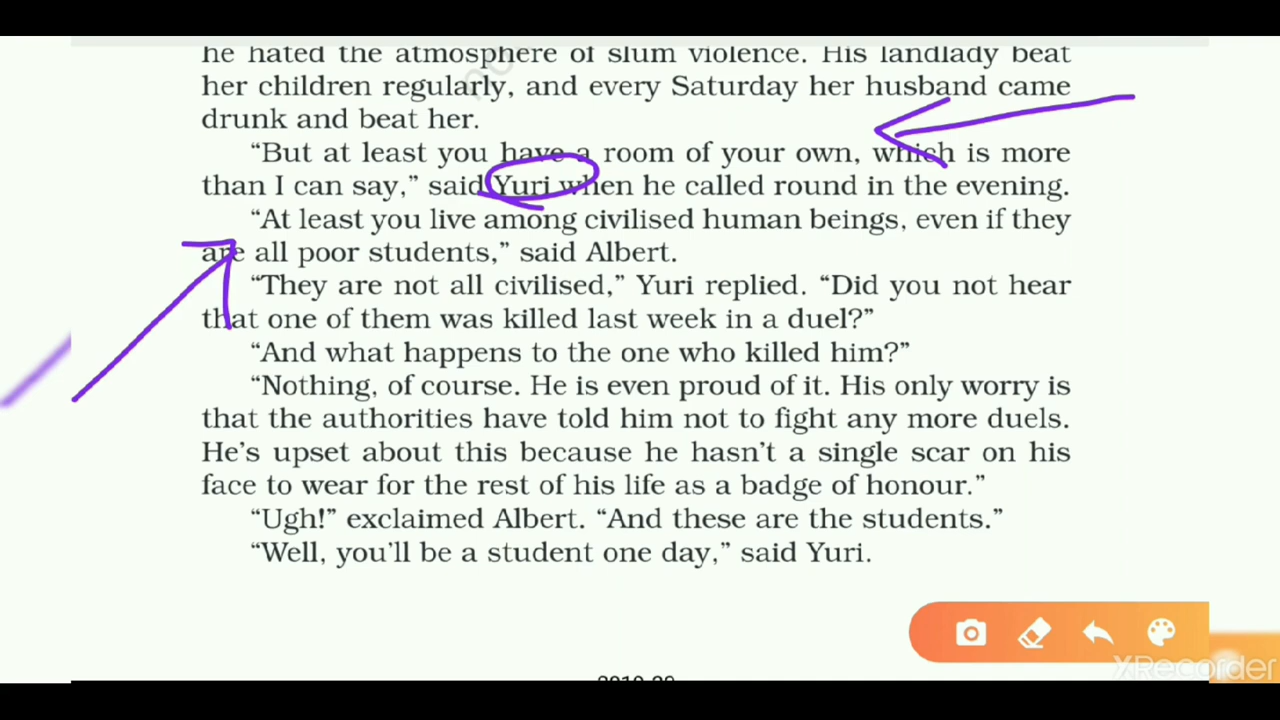 he hated the atmosphere of slum violence. His landlady beat
her children regularly, and every Saturday her husband came
drunk and beat her.
“But at least you have a room of your own, which is more
than I can say,” said Yuri when he called round in the evening.
“At least you live among civilised human beings, even if they
are all poor students,” said Albert.
“They are not all civilised,” Yuri replied. “Did you not hear
that one of them was killed last week in a duel?”
“And what happens to the one who killed him?”
“Nothing, of course. He is even proud of it. His only worry is
that the authorities have told him not to fight any more duels.
He’s upset about this because he hasn’t a single scar on his
face to wear for the rest of his life as a badge of honour.”
“Ugh!” exclaimed Albert. “And these are the students.”
“Well, you’ll be a student one day,” said Yuri.
XRecorder